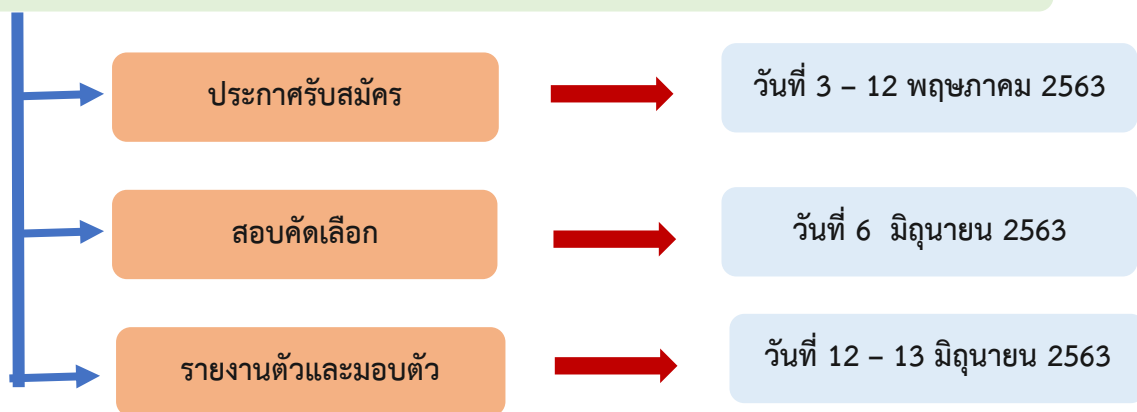 ประกาศรับสมัคร
วันที่ 3 – 12 พฤษภาคม 2563
สอบคัดเลือก
วันที่ 6 มิถุนายน 2563
รายงานตัวและมอบตัว
วันที่ 12 – 13 มิถุนายน 2563